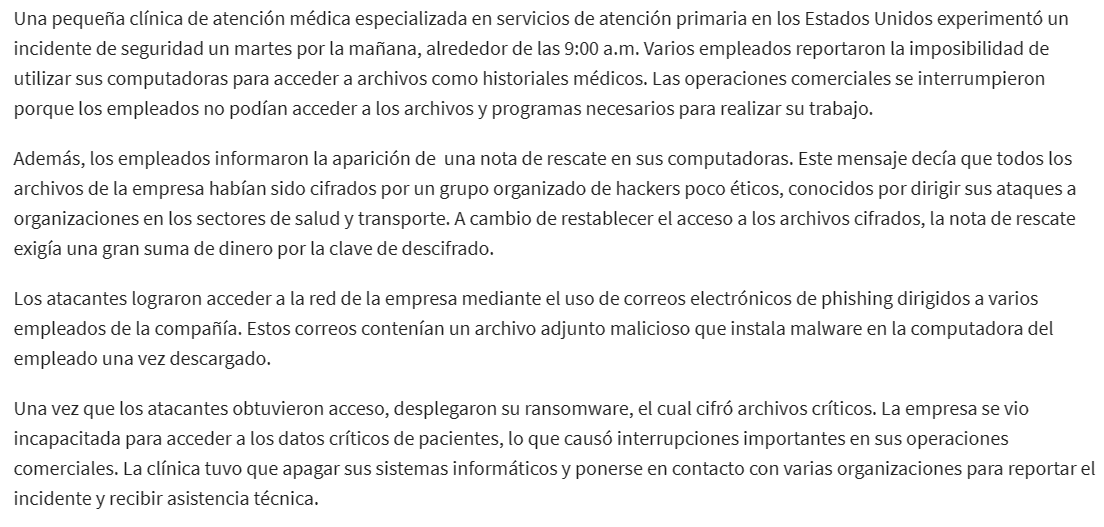 Una pequeña clínica de atención médica especializada en servicios de atención primaria en los Estados Unidos experimentó un
incidente de seguridad un martes por la mañana, alrededor de las 9:00 a.m. Varios empleados reportaron la imposibilidad de
utilizar sus computadoras para acceder a archivos como historiales médicos. Las operaciones comerciales se interrumpieron
porque los empleados no podían acceder a los archivos y programas necesarios para realizar su trabajo.
Además, los empleados informaron la aparición de  una nota de rescate en sus computadoras. Este mensaje decía que todos los
archivos de la empresa habían sido cifrados por un grupo organizado de hackers poco éticos, conocidos por dirigir sus ataques a
organizaciones en los sectores de salud y transporte. A cambio de restablecer el acceso a los archivos cifrados, la nota de rescate
exigía una gran suma de dinero por la clave de descifrado.
Los atacantes lograron acceder a la red de la empresa mediante el uso de correos electrónicos de phishing dirigidos a varios
empleados de la compañía. Estos correos contenían un archivo adjunto malicioso que instala malware en la computadora del
empleado una vez descargado.
Una vez que los atacantes obtuvieron acceso, desplegaron su ransomware, el cual cifró archivos críticos. La empresa se vio
incapacitada para acceder a los datos críticos de pacientes, lo que causó interrupciones importantes en sus operaciones
comerciales. La clínica tuvo que apagar sus sistemas informáticos y ponerse en contacto con varias organizaciones para reportar el
incidente y recibir asistencia técnica.